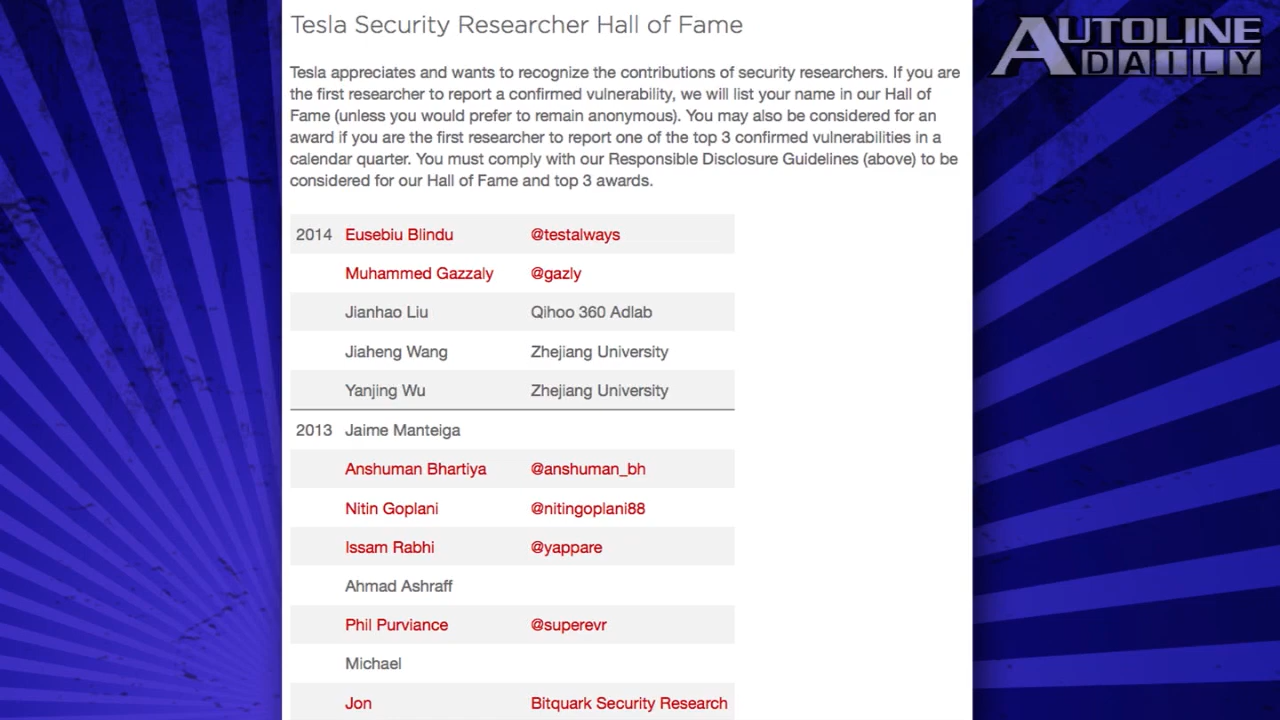 Tesla Security Researcher Hall of Fame
AUTOLINE
DAILY
Tesla appreciates and wants to recognize the contributions of security researchers. If you are
the first researcher to report a confirmed vulnerability, we will list your name in our Hall of
Fame (unless you would prefer to remain anonymous). You may also be considered for an
award if you are the first researcher to report one of the top 3 confirmed vulnerabilities in a
calendar quarter. You must comply with our Responsible Disclosure Guidelines (above) to be
considered for our Hall of Fame and top 3 awards.
2014 Eusebiu Blindu @testalways
Muhammed Gazzaly @gazly
Jianhao Liu Qihoo 360 Adlab
Jiaheng Wang Zhejiang University
Yanjing Wu Zhejiang University
2013 Jaime Manteiga
Anshuman Bhartiya @anshuman_bh
Nitin Goplani @nitingoplani88
Issam Rabhi @yappare
Ahmad Ashraff
Phil Purviance @superevr
Michael
Jon Bitquark Security Research